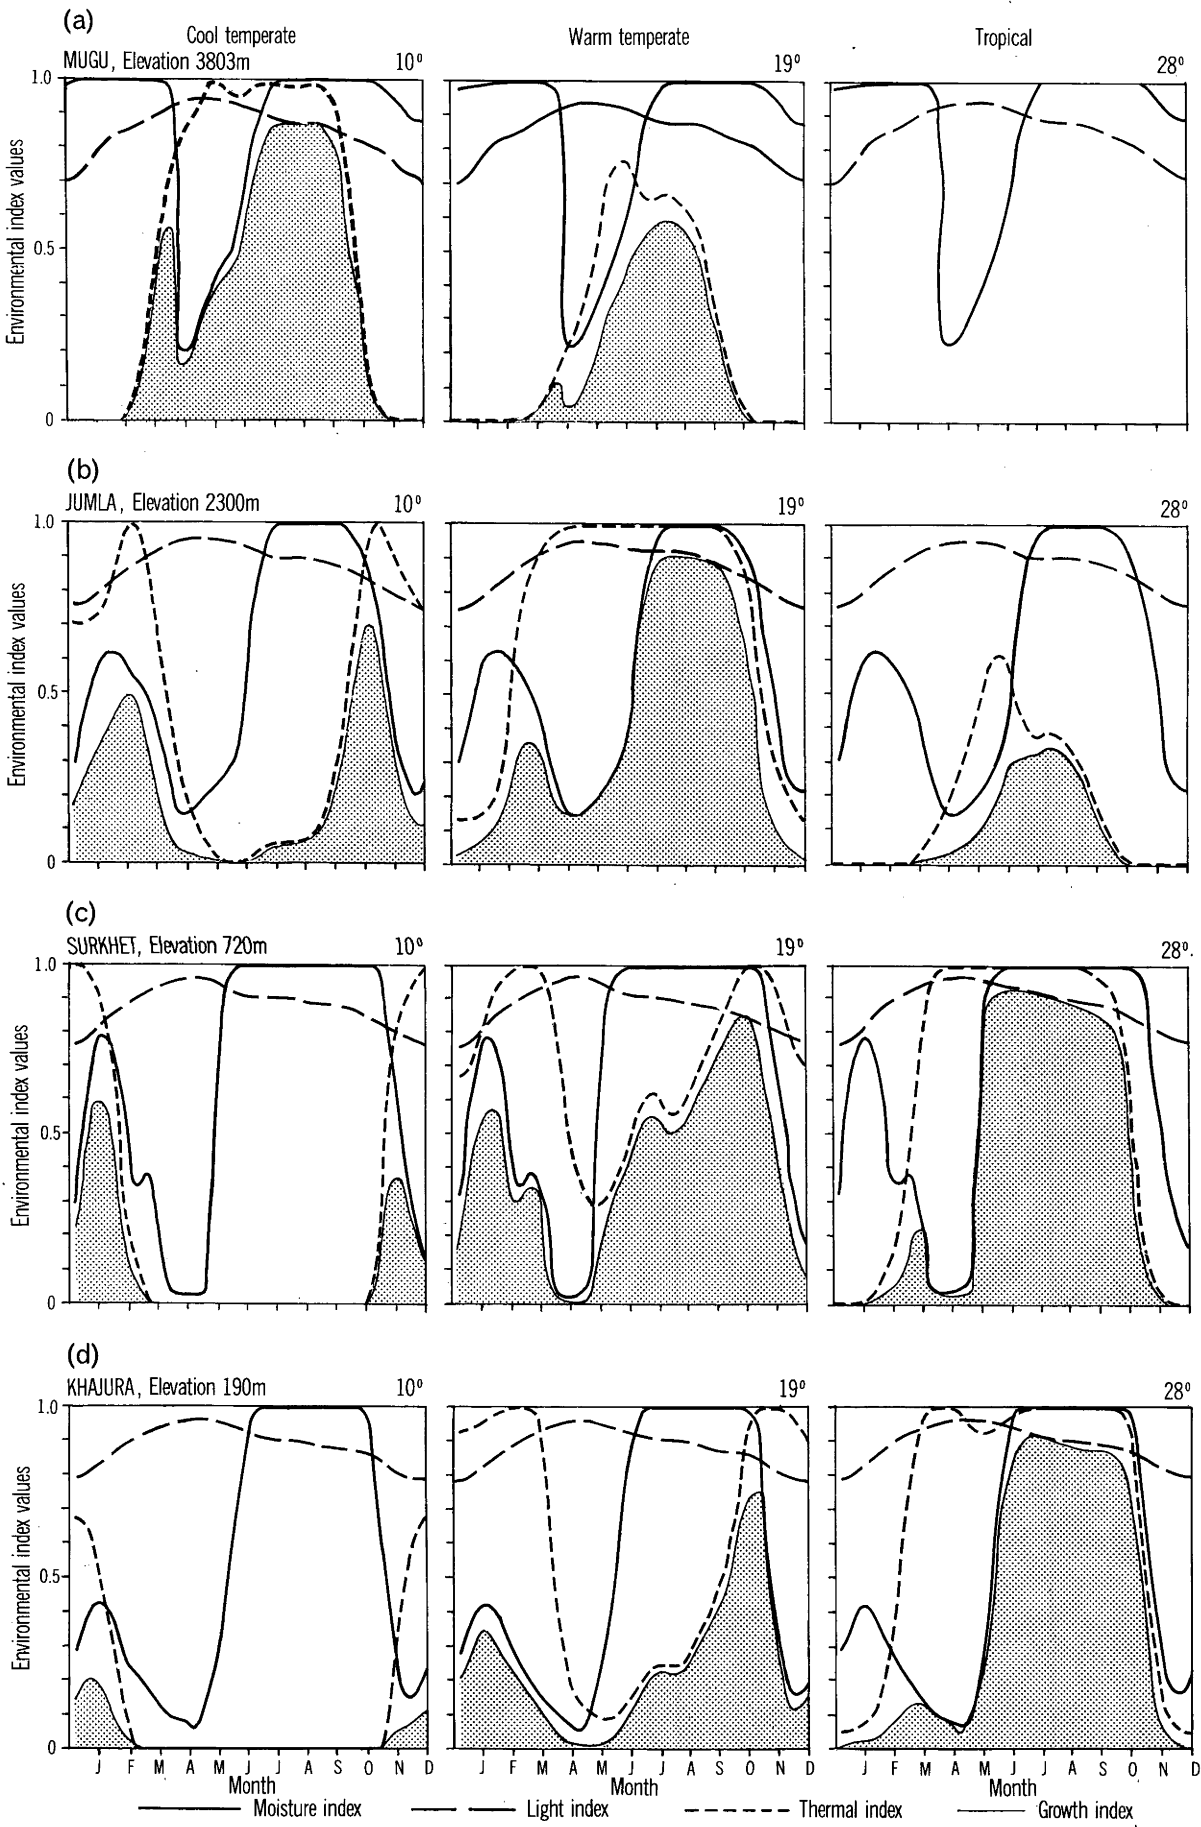 (a)
Cool temperate Warm temperate Tropical
MUGU, Elevation 3803m 10° 19° 28°
1.0
0.5
0
Environmental index values
(b)
JUMLA, Elevation 2300m 10° 19° 28°
1.0
0.5
0
Environmental index values
(c)
SURKHET, Elevation 720m 10° 19° 28°
1.0
0.5
0
Environmental index values
(d)
KHAJURA, Elevation 190m 10° 19° 28°
1.0
0.5
0
Environmental index values
J F M A M J J A S O N D J F M A M J J A S O N D J F M A M J J A S O N D
Month Month Month
Moisture index Light index Thermal index Growth index